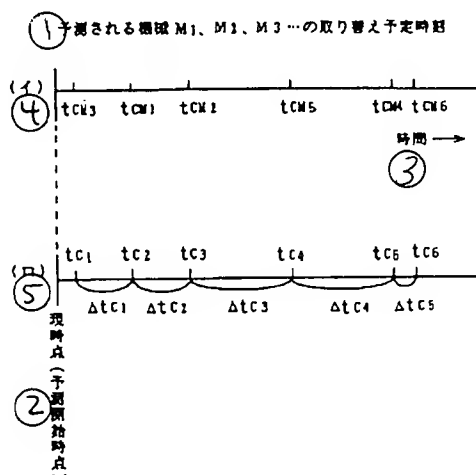 ① 予測される機械M1、M2、M3…の取り替え予定時刻
(イ)
④
tCM3 tCM1 tCM2 tCM5 tCM4 tCM6
時間 →
③
(ロ)
⑤
tC1 tC2 tC3 tC4 tC5 tC6
ΔtC1 ΔtC2 ΔtC3 ΔtC4 ΔtC5
② 現時点(予測開始時点